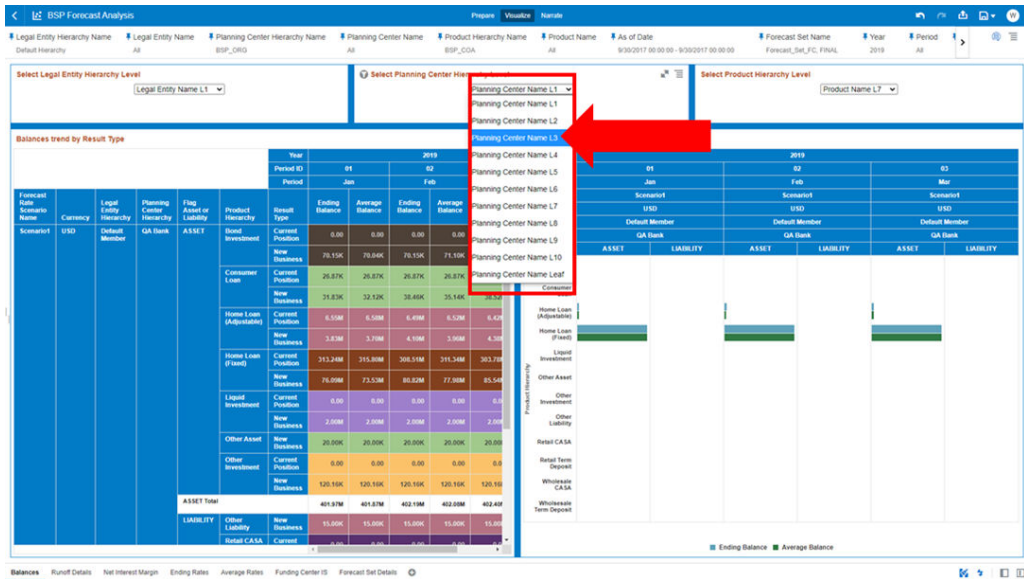 BSP Forecast Analysis
Prepare Visualize Narrate
W
Legal Entity Hierarchy Name Legal Entity Name Planning Center Hierarchy Name Planning Center Name Product Hierarchy Name Product Name As of Date Forecast Set Name Year Period
Default Hierarchy All BSP_ORG All BSP_COA All 9/30/2017 00:00:00 - 9/30/2017 00:00:00 Forecast_Set_FC, FINAL 2019 All
Select Legal Entity Hierarchy Level
Legal Entity Name L1
Select Planning Center
Planning Center Name L1
Planning Center Name L1
Planning Center Name L2
Planning Center Name L3
Planning Center Name L4
Planning Center Name L5
Planning Center Name L6
Planning Center Name L7
Planning Center Name L8
Planning Center Name L9
Planning Center Name L10
Planning Center Name Leaf
Select Product Hierarchy Level
Product Name L7
Balances trend by Result Type
Year 2019
Period ID 01 02
Period Jan Feb
Forecast Rate Scenario Name Currency Legal Entity Hierarchy Planning Center Hierarchy Flag Asset or Liability Product Hierarchy Result Type Ending Balance Average Balance Ending Balance Average Balance
Scenario1 USD Default Member QA Bank ASSET Bond Investment Current Position 0.00 0.00 0.00 0.00
New Business 70.15K 70.04K 70.15K 71.10K
Consumer Loan Current Position 26.87K 26.87K 26.87K 26.87K
New Business 31.83K 32.12K 38.46K 35.14K
Home Loan (Adjustable) Current Position 6.55M 6.58M 6.49M 6.52M
New Business 3.83M 3.70M 4.10M 3.96M
Home Loan (Fixed) Current Position 313.24M 315.80M 308.51M 311.34M
New Business 76.09M 73.53M 80.82M 77.98M
Liquid Investment Current Position 0.00 0.00 0.00 0.00
New Business 2.00M 2.00M 2.00M 2.00M
Other Asset New Business 20.00K 20.00K 20.00K 20.00K
Other Investment Current Position 0.00 0.00 0.00
New Business 120.16K 120.16K 120.16K 120.16K
ASSET Total 401.97M 401.87M 402.19M 402.08M
LIABILITY Other Liability New Business 15.00K 15.00K 15.00K 15.00K
Retail CASA Current
2019
01 02 03
Jan Feb Mar
Scenario1 Scenario1 Scenario1
USD USD USD
Default Member Default Member Default Member
QA Bank QA Bank QA Bank
ASSET LIABILITY ASSET LIABILITY ASSET LIABILITY
Product Hierarchy
Consumer
Home Loan (Adjustable)
Home Loan (Fixed)
Liquid Investment
Other Asset
Other Investment
Other Liability
Retail CASA
Retail Term Deposit
Wholesale CASA
Wholesale Term Deposit
Ending Balance Average Balance
Balances Runoff Details Net Interest Margin Ending Rates Average Rates Funding Center IS Forecast Set Details